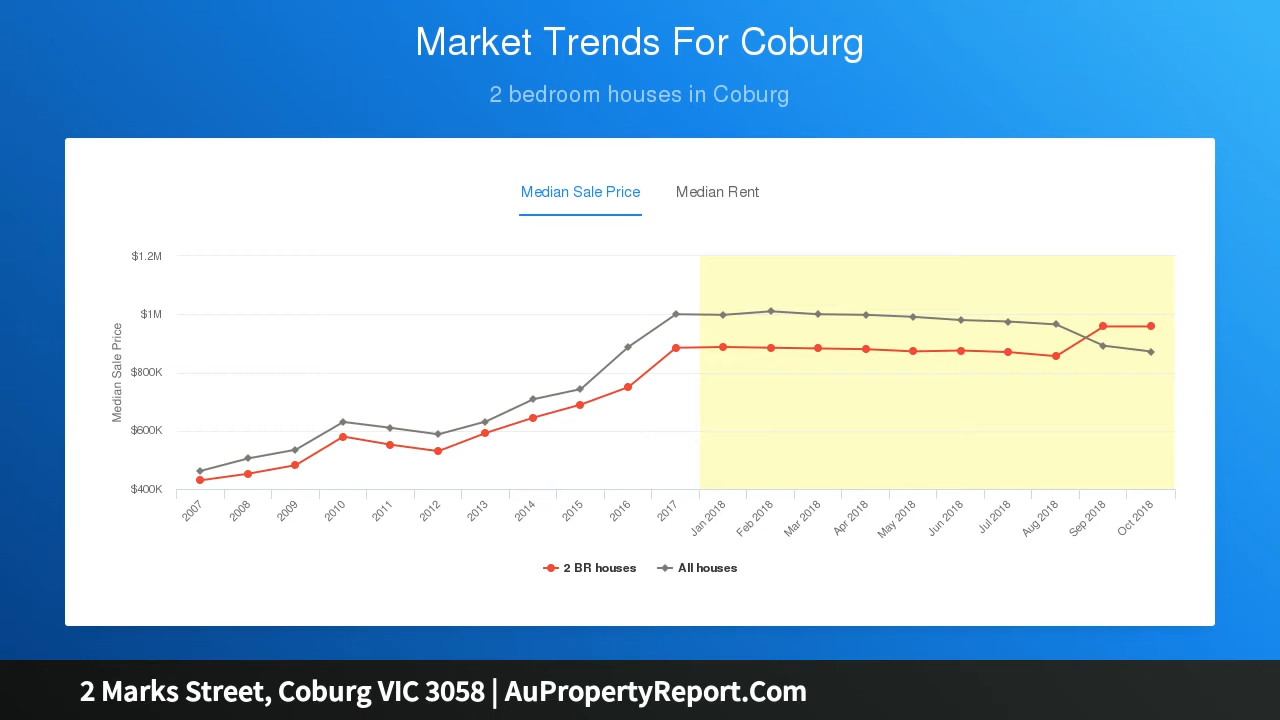 Market Trends For Coburg
2 bedroom houses in Coburg
Median Sale Price Median Rent
$1.2M
$1M
$800K
$600K
$400K
Median Sale Price
2007 2008 2009 2010 2011 2012 2013 2014 2015 2016 2017 Jan 2018 Feb 2018 Mar 2018 Apr 2018 May 2018 Jun 2018 Jul 2018 Aug 2018 Sep 2018 Oct 2018
2 BR houses All houses
2 Marks Street, Coburg VIC 3058 | AuPropertyReport.Com